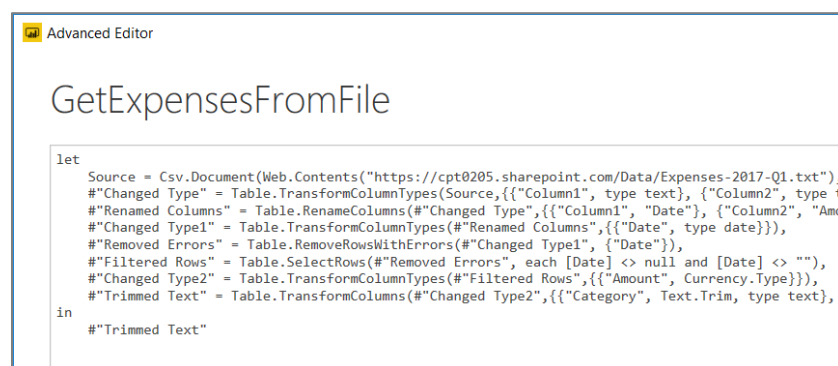 Advanced Editor
GetExpensesFromFile
let
    Source = Csv.Document(Web.Contents("https://cpt0205.sharepoint.com/Data/Expenses-2017-Q1.txt"),
    #"Changed Type" = Table.TransformColumnTypes(Source,{{"Column1", type text}, {"Column2", type
    #"Renamed Columns" = Table.RenameColumns(#"Changed Type",{{"Column1", "Date"}, {"Column2",
    #"Changed Type1" = Table.TransformColumnTypes(#"Renamed Columns",{{"Date", type date}}),
    #"Removed Errors" = Table.RemoveRowsWithErrors(#"Changed Type1", {"Date"}),
    #"Filtered Rows" = Table.SelectRows(#"Removed Errors", each [Date] <> null and [Date] <> ""),
    #"Changed Type2" = Table.TransformColumnTypes(#"Filtered Rows",{{"Amount", Currency.Type}}),
    #"Trimmed Text" = Table.TransformColumns(#"Changed Type2",{{"Category", Text.Trim, type text},
in
    #"Trimmed Text"